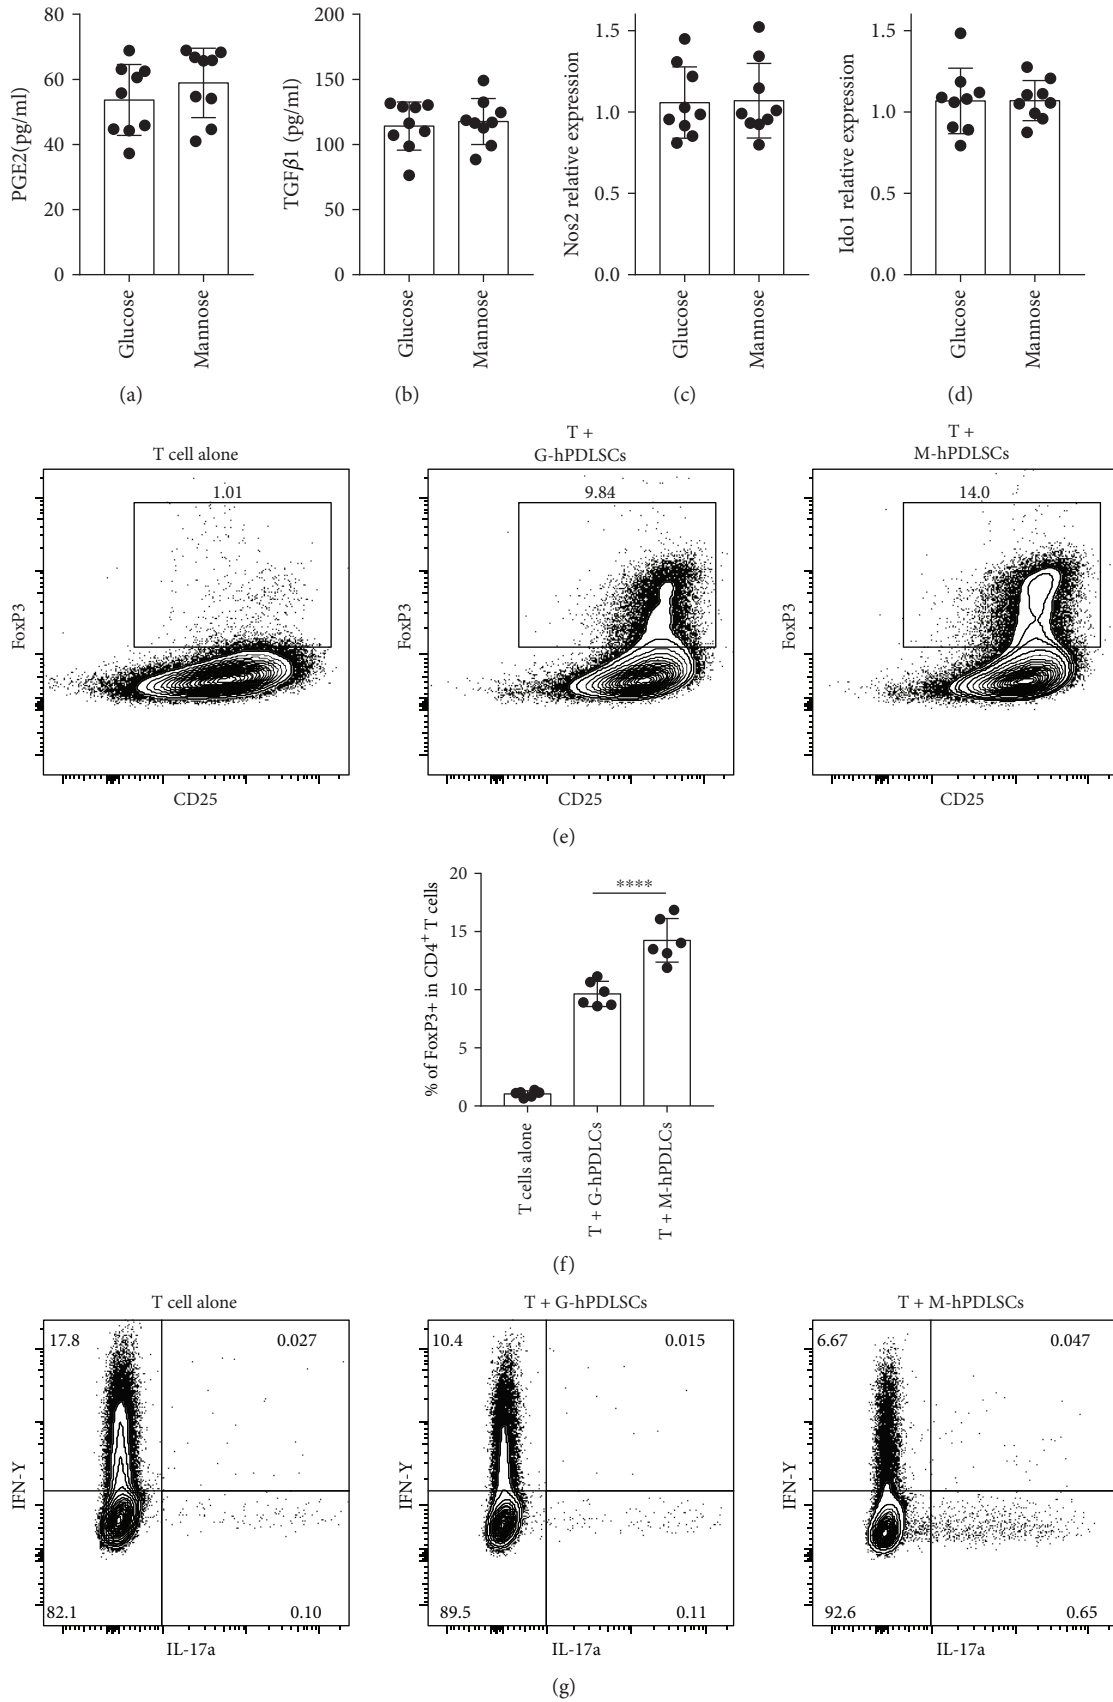 80
60
40
20
0
PGE2(pg/ml)
Glucose
Mannose
(a)
200
150
100
50
0
TGFβ1 (pg/ml)
Glucose
Mannose
(b)
1.5
1.0
0.5
0.0
Nos2 relative expression
Glucose
Mannose
(c)
1.5
1.0
0.5
0.0
Ido1 relative expression
Glucose
Mannose
(d)
T cell alone
1.01
FoxP3
CD25
T +
G-hPDLSCs
9.84
FoxP3
CD25
T +
M-hPDLSCs
14.0
FoxP3
CD25
(e)
20
15
10
5
0
% of FoxP3+ in CD4⁺ T cells
****
T cells alone
T + G-hPDLCs
T + M-hPDLCs
(f)
T cell alone
17.8
0.027
82.1
0.10
IFN-Y
IL-17a
T + G-hPDLSCs
10.4
0.015
89.5
0.11
IFN-Y
IL-17a
T + M-hPDLSCs
6.67
0.047
92.6
0.65
IFN-Y
IL-17a
(g)